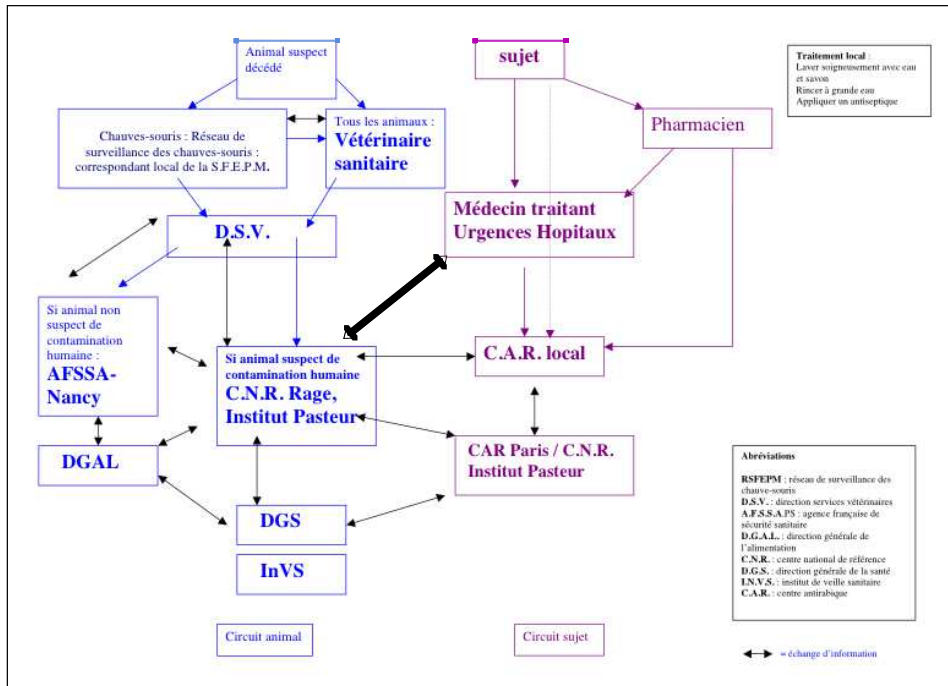 Animal suspect
décédé
sujet
Traitement local :
Laver soigneusement avec eau
et savon
Rincer à grande eau
Appliquer un antiseptique
Chauves-souris : Réseau de
surveillance des chauves-souris :
correspondant local de la S.F.E.P.M.
Tous les animaux :
Vétérinaire
sanitaire
Pharmacien
Médecin traitant
Urgences Hopitaux
D.S.V.
Si animal non
suspect de
contamination
humaine :
AFSSA-
Nancy
Si animal suspect de
contamination humaine
C.N.R. Rage,
Institut Pasteur
C.A.R. local
DGAL
CAR Paris / C.N.R.
Institut Pasteur
DGS
InVS
Abréviations
RSFEPM : réseau de surveillance des
chauve-souris
D.S.V. : direction services vétérinaires
A.F.S.S.A.PS : agence française de
sécurité sanitaire
D.G.A.L. : direction générale de
l'alimentation
C.N.R. : centre national de référence
D.G.S. : direction générale de la santé
I.N.V.S. : institut de veille sanitaire
C.A.R. : centre antirabique
Circuit animal
Circuit sujet
= échange d'information